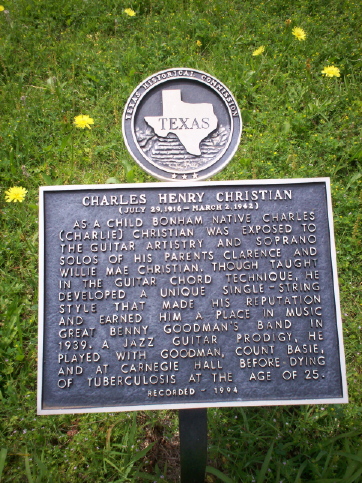 TEXAS HISTORICAL COMMISSION
TEXAS
CHARLES HENRY CHRISTIAN
(JULY 29, 1916 - MARCH 2, 1942)
AS A CHILD BONHAM NATIVE CHARLES
(CHARLIE) CHRISTIAN WAS EXPOSED TO
THE GUITAR ARTISTRY AND SOPRANO
SOLOS OF HIS PARENTS CLARENCE AND
WILLIE MAE CHRISTIAN. THOUGH TAUGHT
IN THE GUITAR CHORD TECHNIQUE, HE
DEVELOPED A UNIQUE SINGLE-STRING
STYLE THAT MADE HIS REPUTATION
AND EARNED HIM A PLACE IN MUSIC
GREAT BENNY GOODMAN'S BAND IN
1939. A JAZZ GUITAR PRODIGY, HE
PLAYED WITH GOODMAN, COUNT BASIE,
AND AT CARNEGIE HALL BEFORE DYING
OF TUBERCULOSIS AT THE AGE OF 25.
RECORDED - 1994